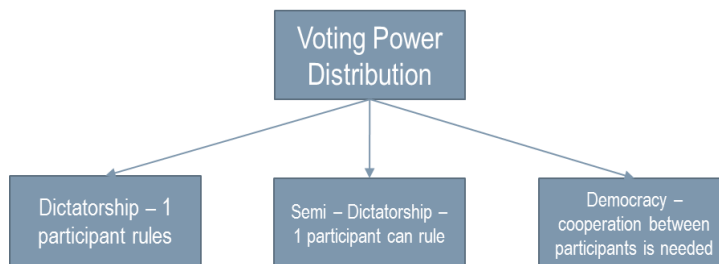 Voting Power
Distribution
Dictatorship – 1
participant rules
Semi – Dictatorship –
1 participant can rule
Democracy –
cooperation between
participants is needed